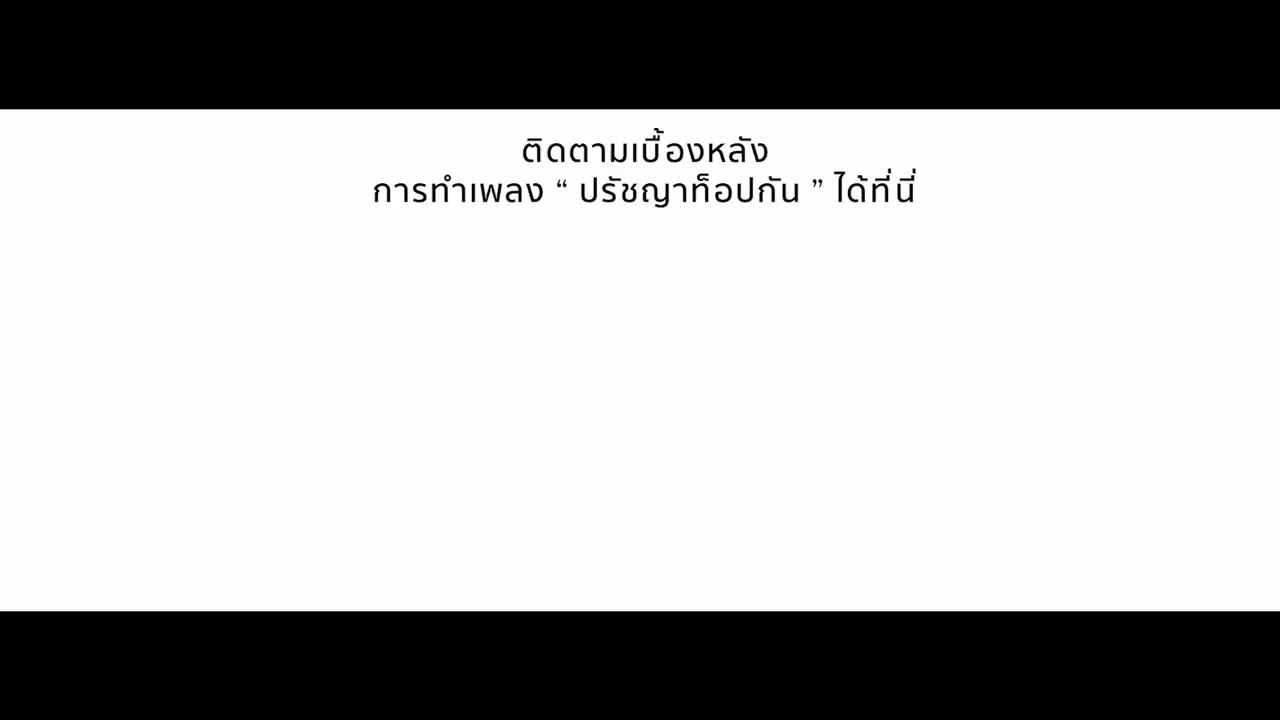 ติดตามเบื้องหลัง
การทำเพลง “ ปรัชญาท็อปกัน ” ได้ที่นี่